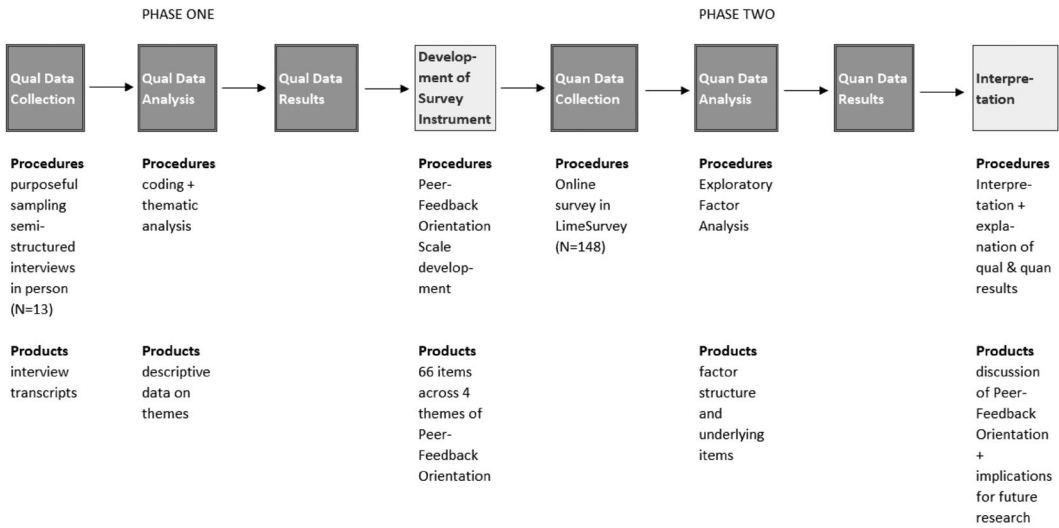 PHASE ONE
PHASE TWO
Qual Data
Collection
Qual Data
Analysis
Qual Data
Results
Develop-
ment of
Survey
Instrument
Quan Data
Collection
Quan Data
Analysis
Quan Data
Results
Interpre-
tation
Procedures
purposeful
sampling
semi-
structured
interviews
in person
(N=13)
Procedures
coding +
thematic
analysis
Procedures
Peer-
Feedback
Orientation
Scale
develop-
ment
Procedures
Online
survey in
LimeSurvey
(N=148)
Procedures
Exploratory
Factor
Analysis
Procedures
Interpre-
tation +
expla-
nation of
qual & quan
results
Products
interview
transcripts
Products
descriptive
data on
themes
Products
66 items
across 4
themes of
Peer-
Feedback
Orientation
Products
factor
structure
and
underlying
items
Products
discussion
of Peer-
Feedback
Orientation
+
implications
for future
research